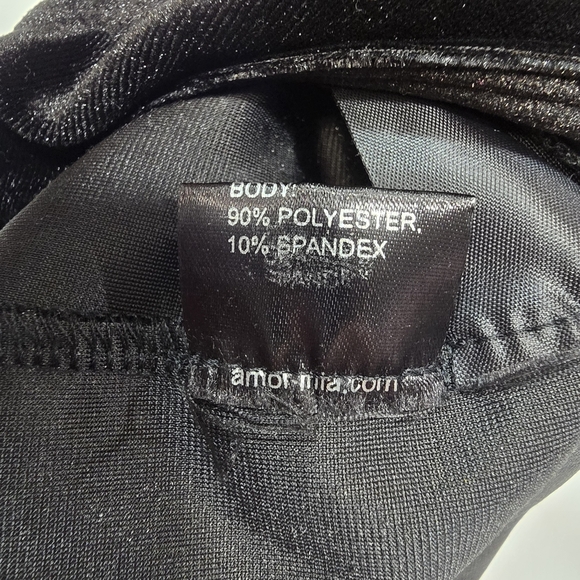 BODY:
90% POLYESTER.
10% SPANDEX
amor-mia.com